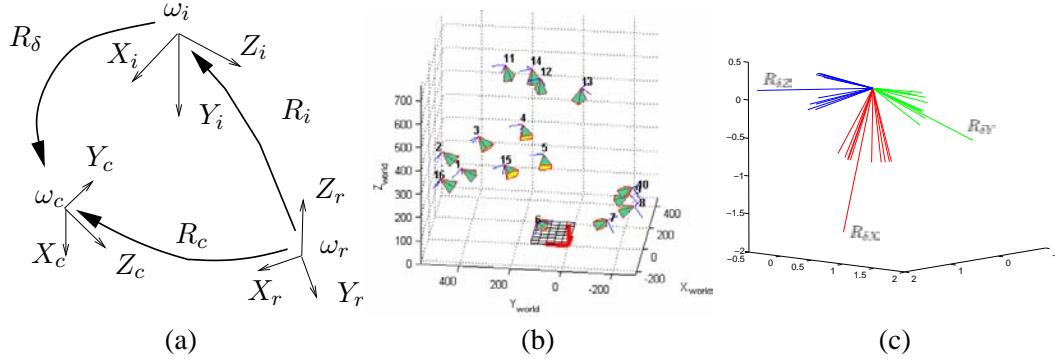 ω_i
R_δ
X_i
Z_i
Y_i
R_i
Y_c
ω_c
X_c
Z_c
R_c
Z_r
ω_r
X_r
Y_r
(a)
11
14
12
13
3
4
2
1
15
5
16
6
7
8
10
700
600
500
400
300
200
100
0
Z_world
400
200
0
-200
Y_world
400
200
0
-200
X_world
(b)
0.5
0
-0.5
-1
-1.5
-2
-0.5
0
0.5
1
1.5
2
2
1
0
R_δZ
R_δY
R_δX
(c)